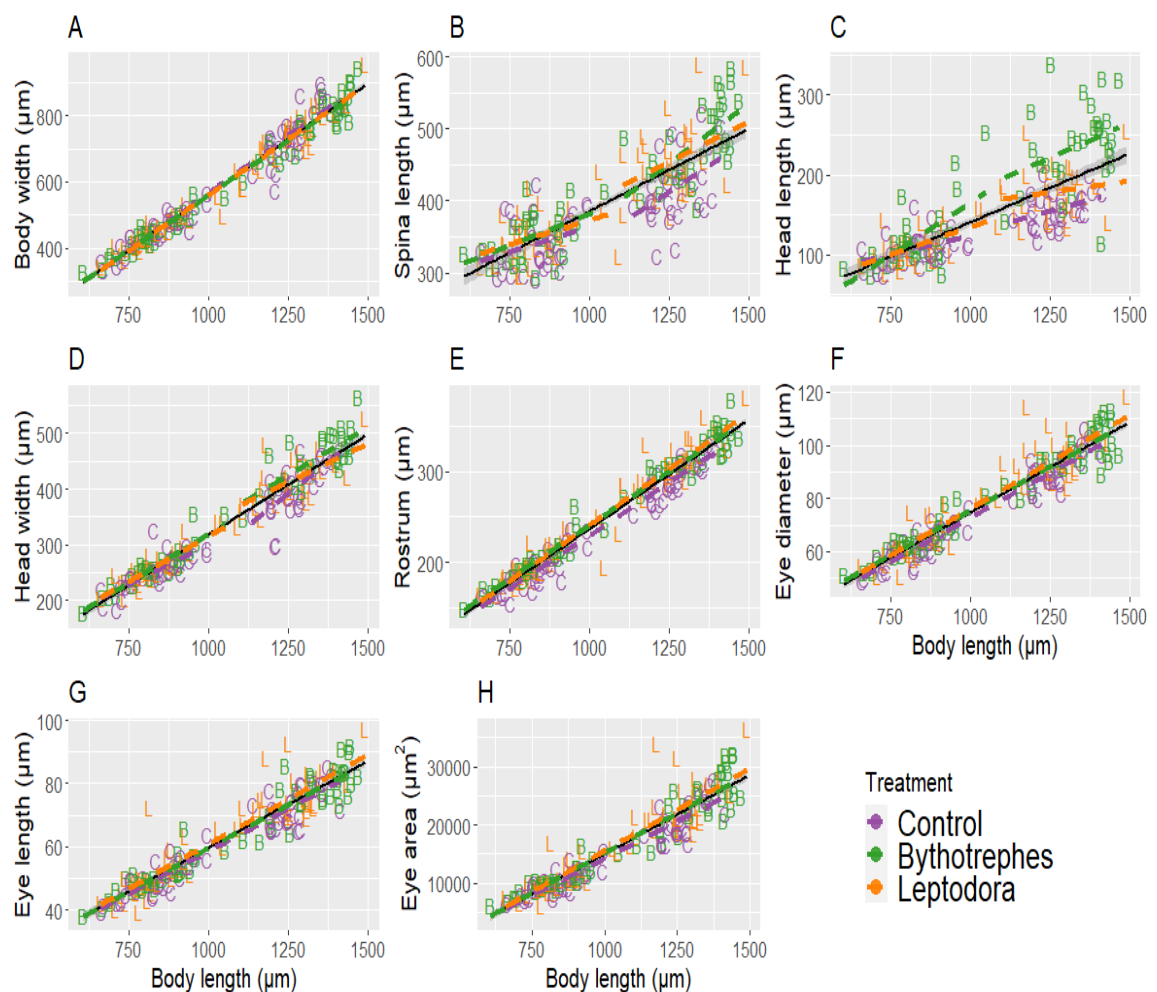 A
B
C
Body width (µm)
800
600
400
750
1000
1250
1500
Spina length (µm)
600
500
400
300
750
1000
1250
1500
Head length (µm)
300
200
100
750
1000
1250
1500
D
E
F
Head width (µm)
500
400
300
200
750
1000
1250
1500
Rostrum (µm)
300
200
750
1000
1250
1500
Eye diameter (µm)
120
100
80
60
750
1000
1250
1500
Body length (µm)
G
H
Eye length (µm)
100
80
60
40
750
1000
1250
1500
Body length (µm)
Eye area (µm²)
30000
20000
10000
750
1000
1250
1500
Body length (µm)
Treatment
Control
Bythotrephes
Leptodora